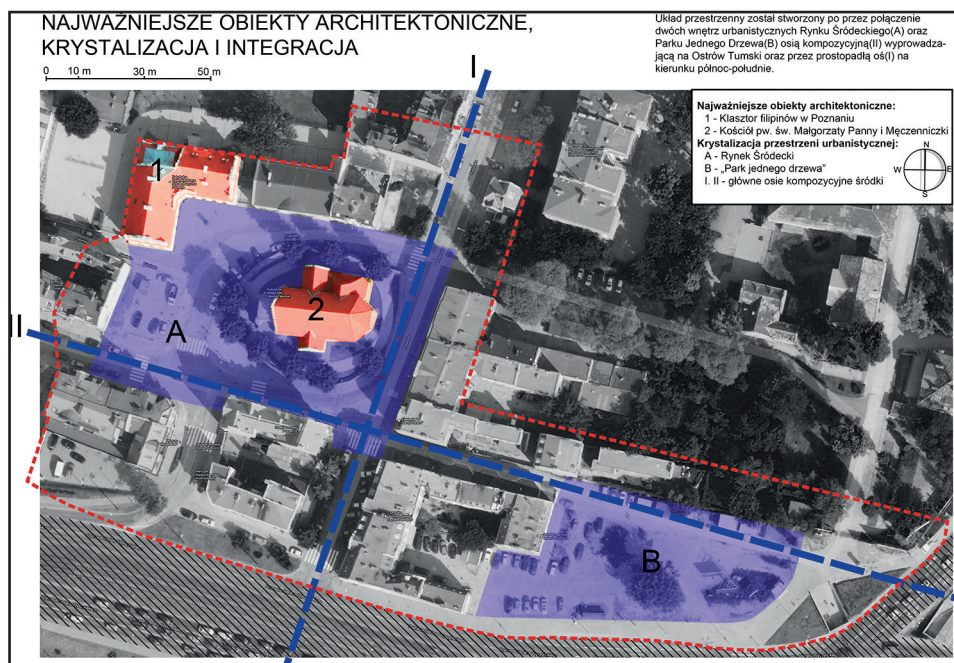 NAJWAŻNIEJSZE OBIEKTY ARCHITEKTONICZNE,
KRYSTALIZACJA I INTEGRACJA
0 10 m 30 m 50 m
Układ przestrzenny został stworzony po przez połączenie
dwóch wnętrz urbanistycznych Rynku Śródeckiego(A) oraz
Parku Jednego Drzewa(B) osią kompozycyjną(II) wyprowadza-
jącą na Ostrów Tumski oraz przez prostopadłą oś(I) na
kierunku północ-południe.
Najważniejsze obiekty architektoniczne:
1 - Klasztor filipinów w Poznaniu
2 - Kościół pw. św. Małgorzaty Panny i Męczenniczki
Krystalizacja przestrzeni urbanistycznej:
A - Rynek Śródecki
B - „Park jednego drzewa”
I. II - główne osie kompozycyjne śródki
N
W E
S
I
1
2
A
II
B